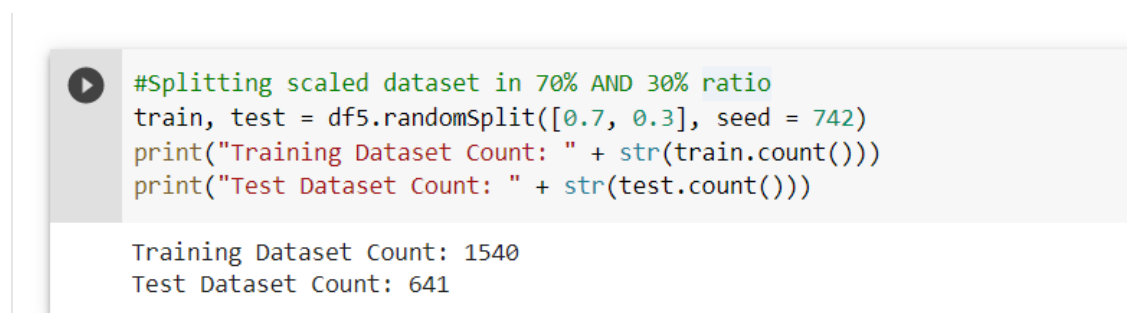 #Splitting scaled dataset in 70% AND 30% ratio
train, test = df5.randomSplit([0.7, 0.3], seed = 742)
print("Training Dataset Count: " + str(train.count()))
print("Test Dataset Count: " + str(test.count()))
Training Dataset Count: 1540
Test Dataset Count: 641